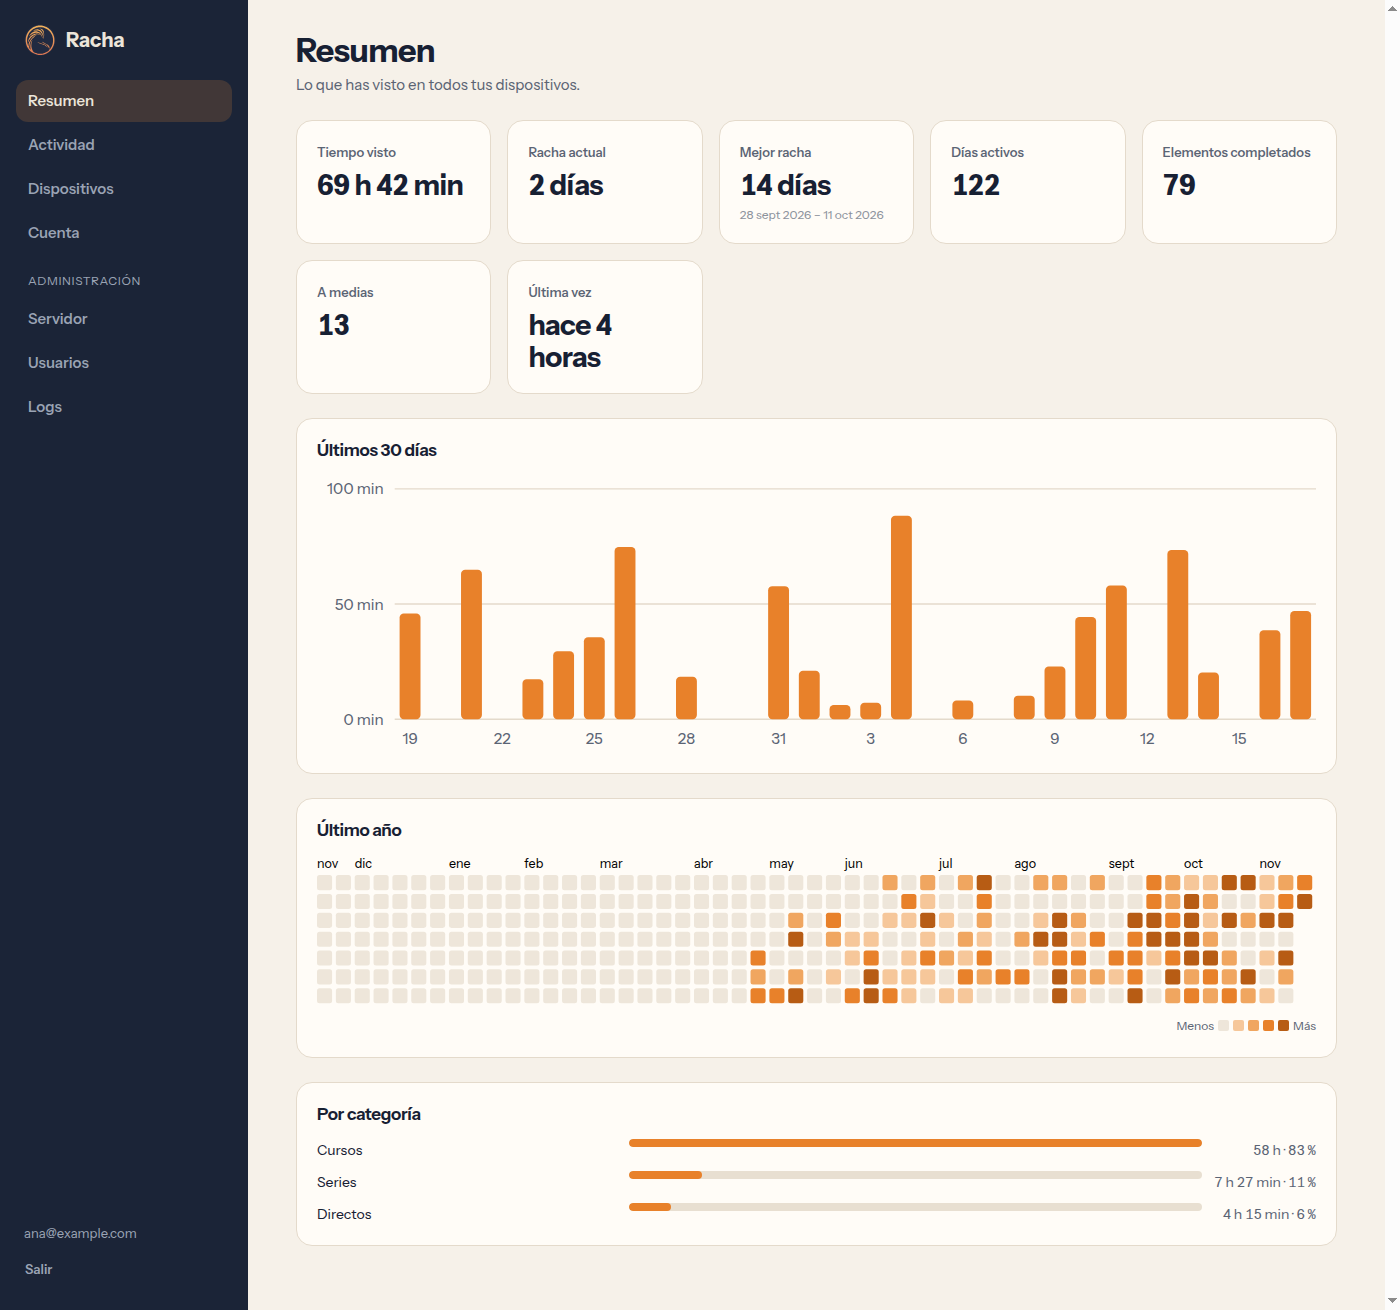 Racha
Resumen
Actividad
Dispositivos
Cuenta
ADMINISTRACIÓN
Servidor
Usuarios
Logs
ana@example.com
Salir
Resumen
Lo que has visto en todos tus dispositivos.
Tiempo visto
69 h 42 min
Racha actual
2 días
Mejor racha
14 días
28 sept 2026 – 11 oct 2026
Días activos
122
Elementos completados
79
A medias
13
Última vez
hace 4
horas
Últimos 30 días
100 min
50 min
0 min
19 22 25 28 31 3 6 9 12 15
Último año
nov dic ene feb mar abr may jun jul ago sept oct nov
Menos Más
Por categoría
Cursos 58 h · 83 %
Series 7 h 27 min · 11 %
Directos 4 h 15 min · 6 %